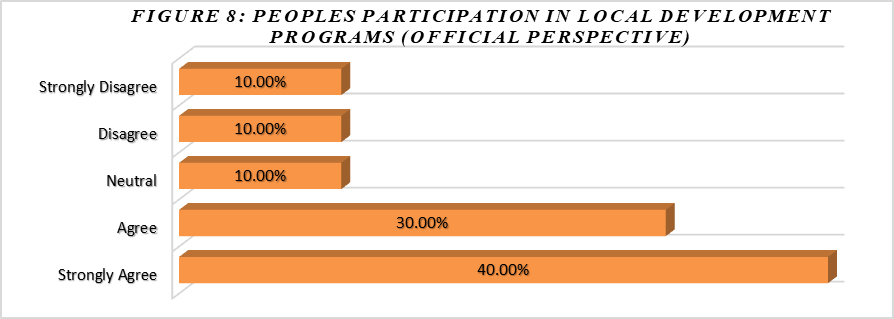 FIGURE 8: PEOPLES PARTICIPATION IN LOCAL DEVELOPMENT
PROGRAMS (OFFICIAL PERSPECTIVE)
Strongly Disagree 10.00%
Disagree 10.00%
Neutral 10.00%
Agree 30.00%
Strongly Agree 40.00%